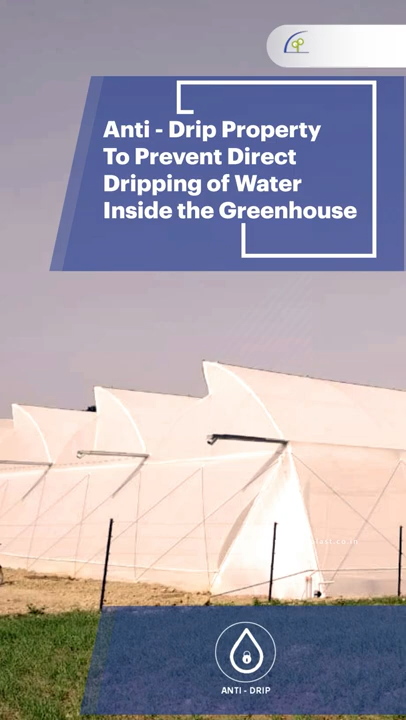 Anti - Drip Property
To Prevent Direct
Dripping of Water
Inside the Greenhouse
ANTI - DRIP